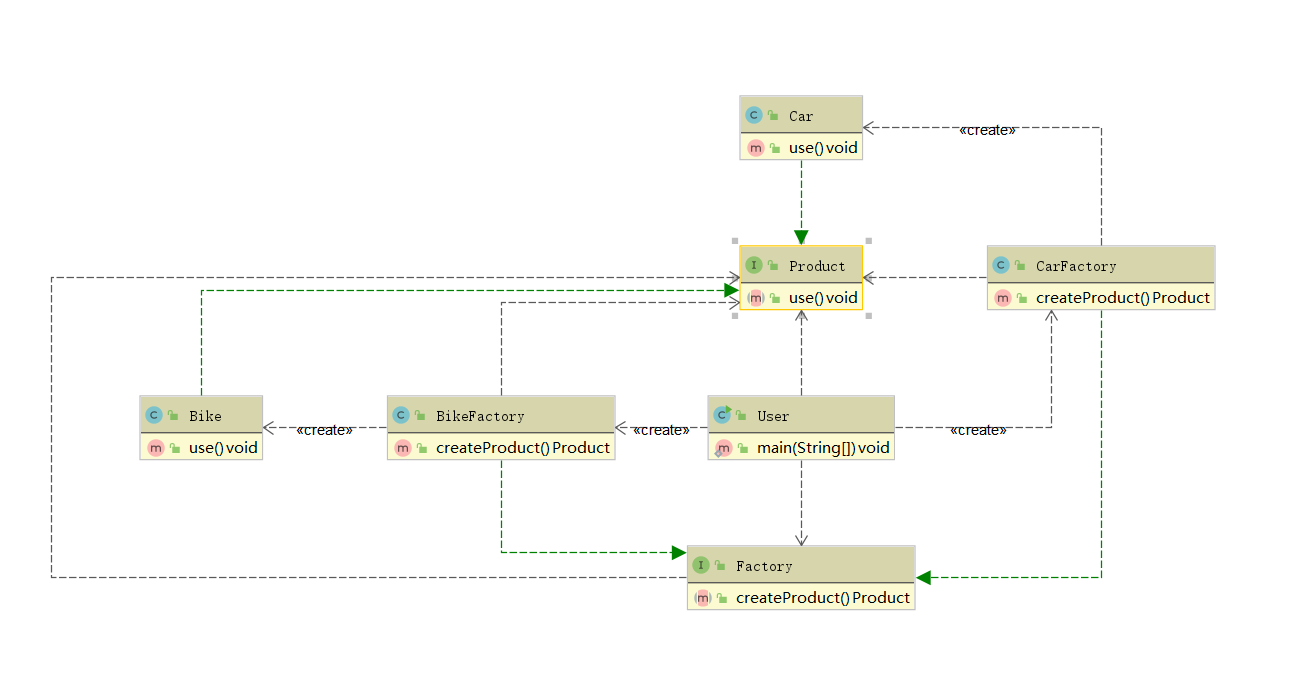 Car
use() void
«create»
Product
use() void
CarFactory
createProduct() Product
Bike
use() void
«create»
BikeFactory
createProduct() Product
«create»
User
main(String[]) void
«create»
Factory
createProduct() Product